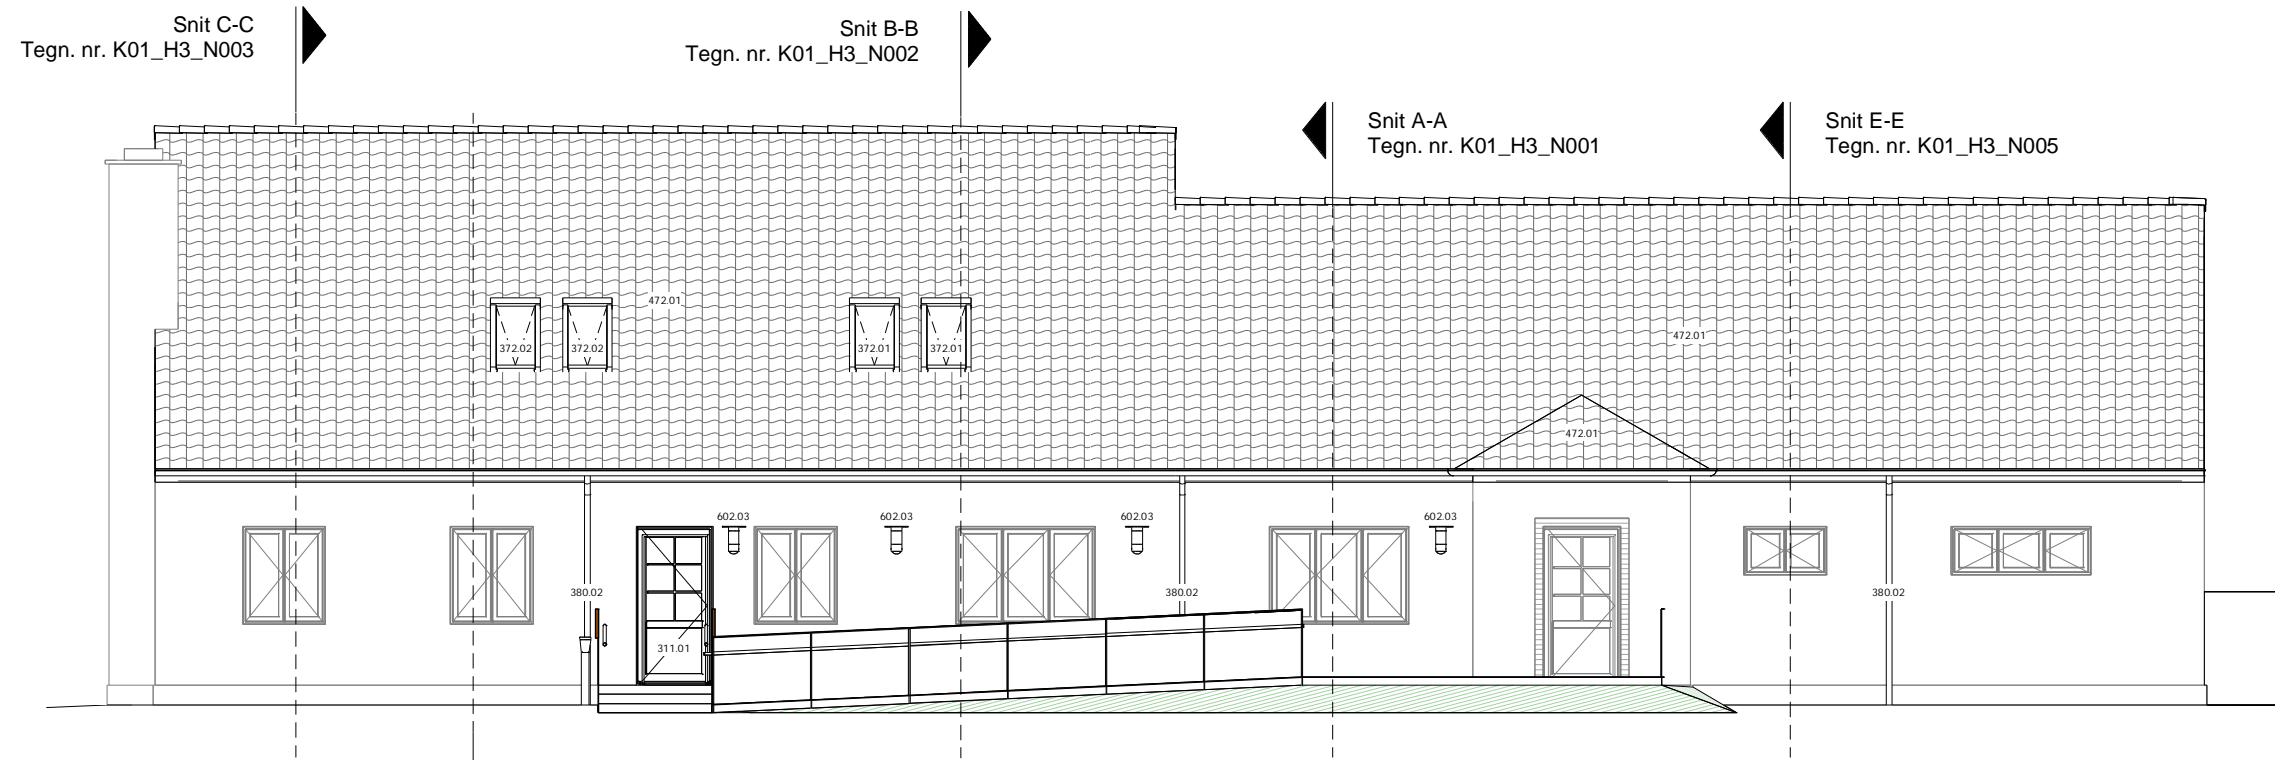 Snit C-C
Tegn. nr. K01_H3_N003
Snit B-B
Tegn. nr. K01_H3_N002
Snit A-A
Tegn. nr. K01_H3_N001
Snit E-E
Tegn. nr. K01_H3_N005
472.01
472.01
372.02
372.02
372.01
372.01
472.01
602.03
602.03
602.03
602.03
380.02
380.02
380.02
311.01